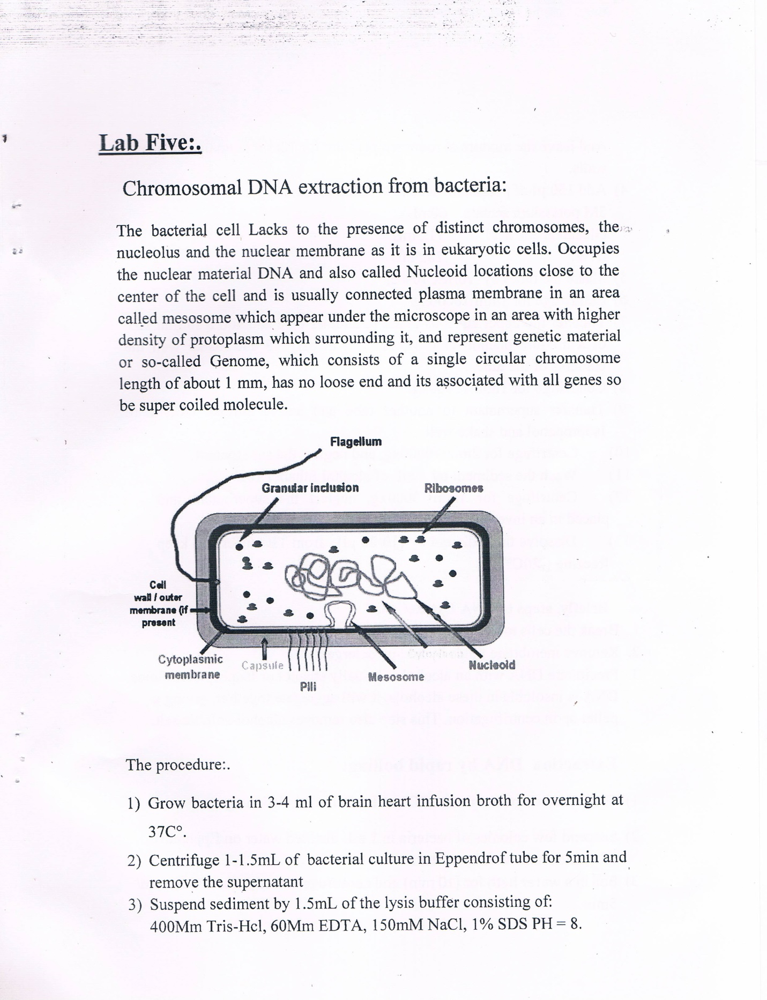 Lab Five:.
Chromosomal DNA extraction from bacteria:
The bacterial cell Lacks to the presence of distinct chromosomes, the
nucleolus and the nuclear membrane as it is in eukaryotic cells. Occupies
the nuclear material DNA and also called Nucleoid locations close to the
center of the cell and is usually connected plasma membrane in an area
called mesosome which appear under the microscope in an area with higher
density of protoplasm which surrounding it, and represent genetic material
or so-called Genome, which consists of a single circular chromosome
length of about 1 mm, has no loose end and its associated with all genes so
be super coiled molecule.
Flagellum
Granular inclusion
Ribosomes
Cell
wall / outer
membrane (if
present
Cytoplasmic
membrane
Capsule
Pili
Cytoplasm
Mesosome
Nucleoid
The procedure:.
1) Grow bacteria in 3-4 ml of brain heart infusion broth for overnight at
37C°.
2) Centrifuge 1-1.5mL of bacterial culture in Eppendrof tube for 5min and
remove the supernatant
3) Suspend sediment by 1.5mL of the lysis buffer consisting of:
400Mm Tris-Hcl, 60Mm EDTA, 150mM NaCl, 1% SDS PH = 8.